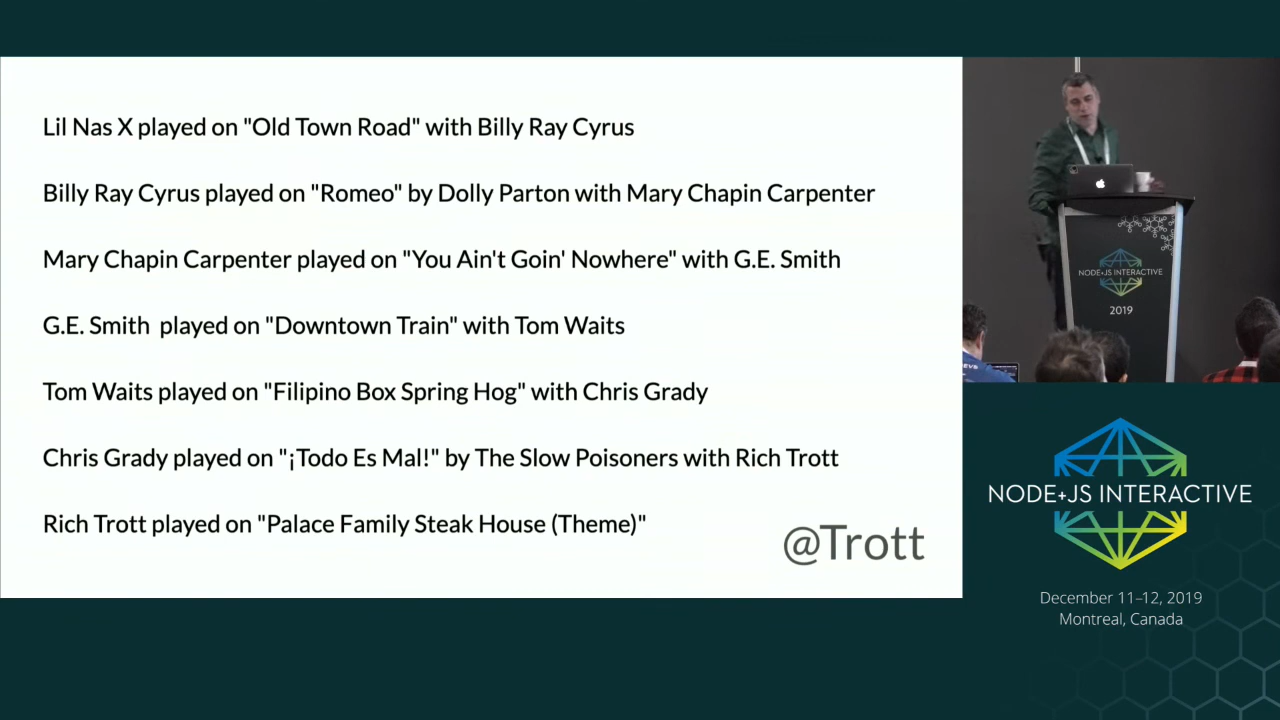 Lil Nas X played on "Old Town Road" with Billy Ray Cyrus
Billy Ray Cyrus played on "Romeo" by Dolly Parton with Mary Chapin Carpenter
Mary Chapin Carpenter played on "You Ain't Goin' Nowhere" with G.E. Smith
G.E. Smith  played on "Downtown Train" with Tom Waits
Tom Waits played on "Filipino Box Spring Hog" with Chris Grady
Chris Grady played on "¡Todo Es Mal!" by The Slow Poisoners with Rich Trott
Rich Trott played on "Palace Family Steak House (Theme)"
@Trott
NODE+JS INTERACTIVE
2019
NODE+JS INTERACTIVE
December 11–12, 2019
Montreal, Canada